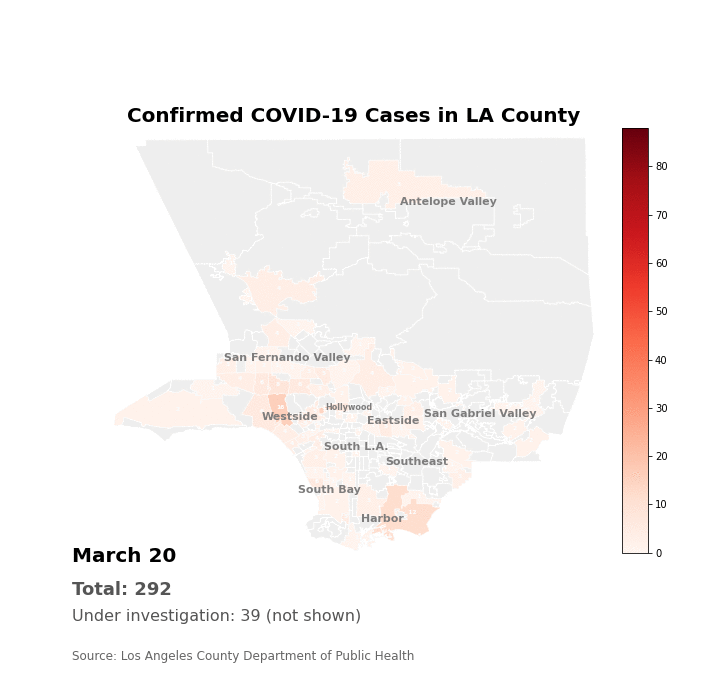 Confirmed COVID-19 Cases in LA County
80
Antelope Valley
70
60
50
40
San Fernando Valley
Hollywood
30
San Gabriel Valley
Westside
Eastside
South L.A.
20
Southeast
South Bay
10
Harbor
0
March 20
Total: 292
Under investigation: 39 (not shown)
Source: Los Angeles County Department of Public Health